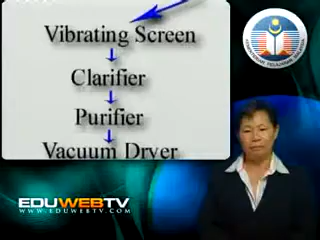 Vibrating Screen
Clarifier
Purifier
Vacuum Dryer
EDUWEBTV
WWW.EDUWEBTV.COM